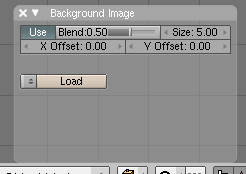 Background Image
Use Blend:0.50 Size: 5.00
X Offset: 0.00 Y Offset: 0.00
Load